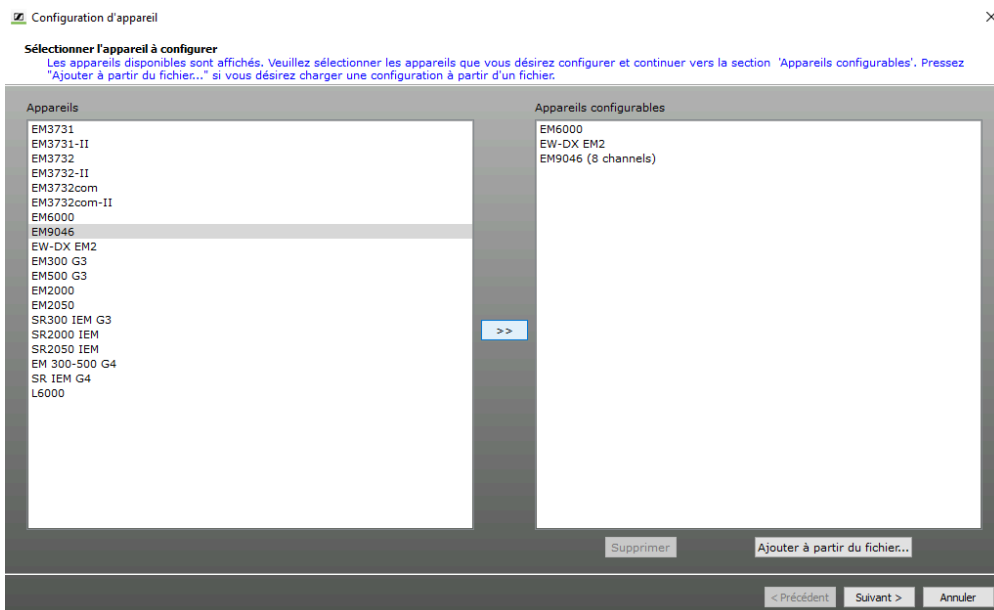 Configuration d'appareil
Sélectionner l'appareil à configurer
Les appareils disponibles sont affichés. Veuillez sélectionner les appareils que vous désirez configurer et continuer vers la section 'Appareils configurables'. Pressez
"Ajouter à partir du fichier..." si vous désirez charger une configuration à partir d'un fichier.
Appareils
EM3731
EM3731-II
EM3732
EM3732-II
EM3732com
EM3732com-II
EM6000
EM9046
EW-DX EM2
EM300 G3
EM500 G3
EM2000
EM2050
SR300 IEM G3
SR2000 IEM
SR2050 IEM
EM 300-500 G4
SR IEM G4
L6000
>>
Appareils configurables
EM6000
EW-DX EM2
EM9046 (8 channels)
Supprimer
Ajouter à partir du fichier...
< Précédent
Suivant >
Annuler